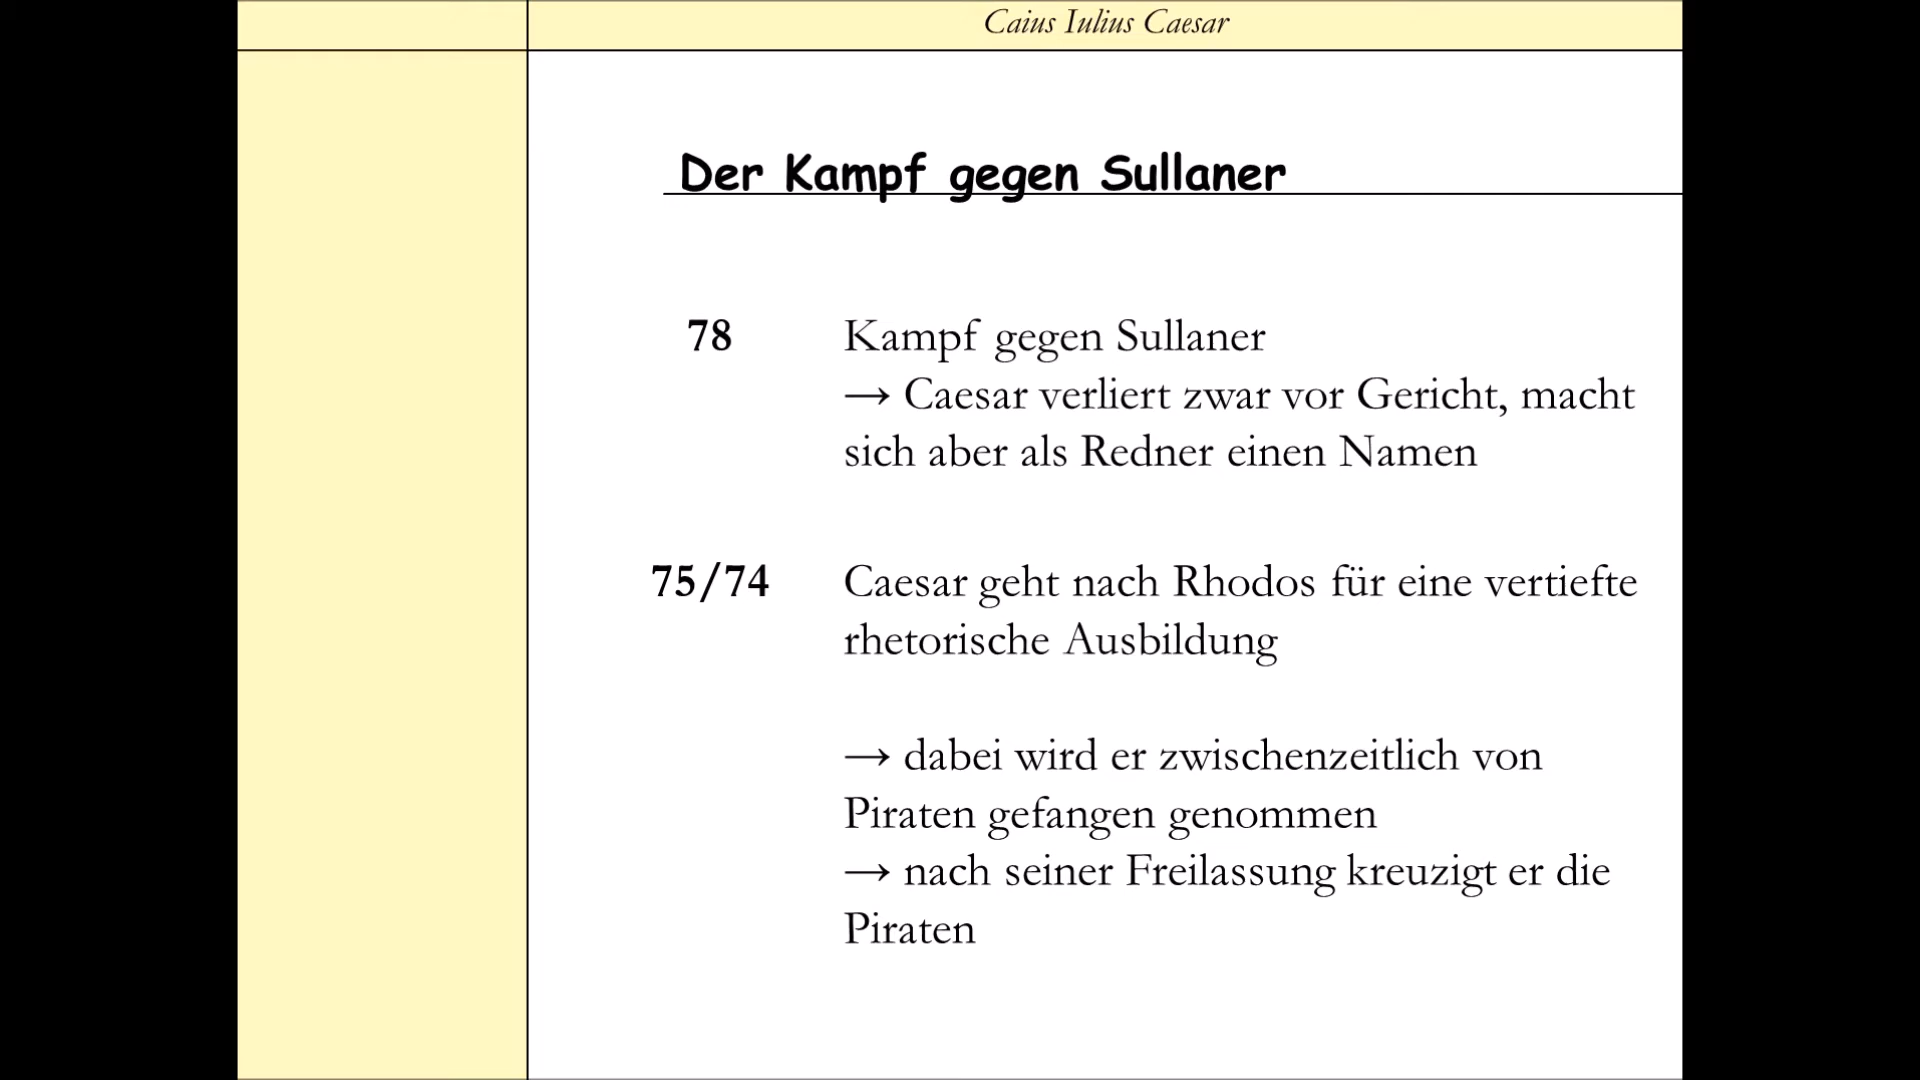 Caius Iulius Caesar
Der Kampf gegen Sullaner
78 Kampf gegen Sullaner
→ Caesar verliert zwar vor Gericht, macht
sich aber als Redner einen Namen
75/74 Caesar geht nach Rhodos für eine vertiefte
rhetorische Ausbildung
→ dabei wird er zwischenzeitlich von
Piraten gefangen genommen
→ nach seiner Freilassung kreuzigt er die
Piraten